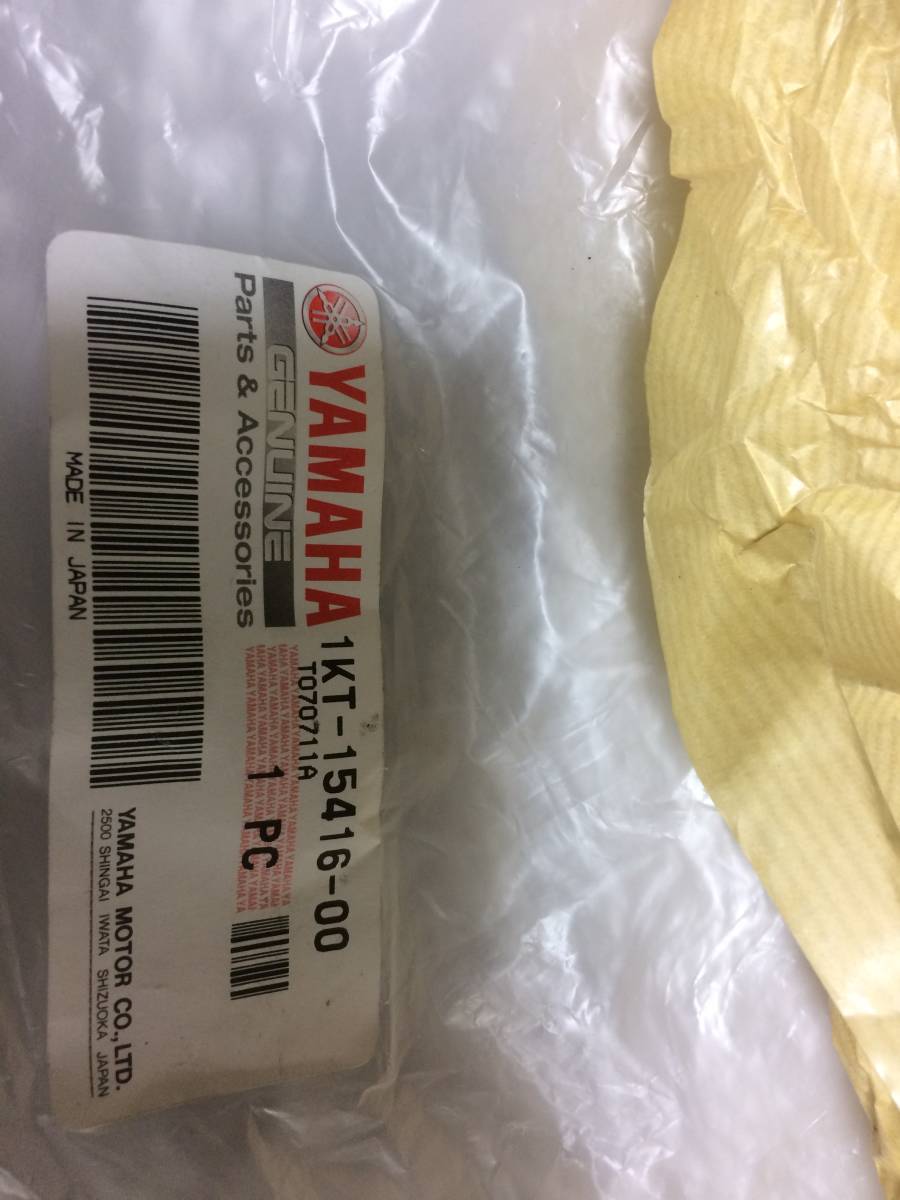 YAMAHA
GENUINE
Parts & Accessories
1KT-15416-00
T070711A
1 PC
MADE IN JAPAN
YAMAHA MOTOR CO.,LTD.
2500 SHINGAI IWATA SHIZUOKA JAPAN